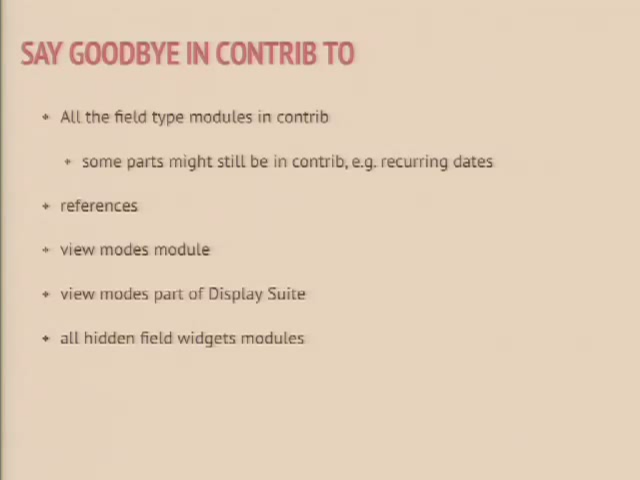 SAY GOODBYE IN CONTRIB TO
All the field type modules in contrib
some parts might still be in contrib, e.g. recurring dates
references
view modes module
view modes part of Display Suite
all hidden field widgets modules